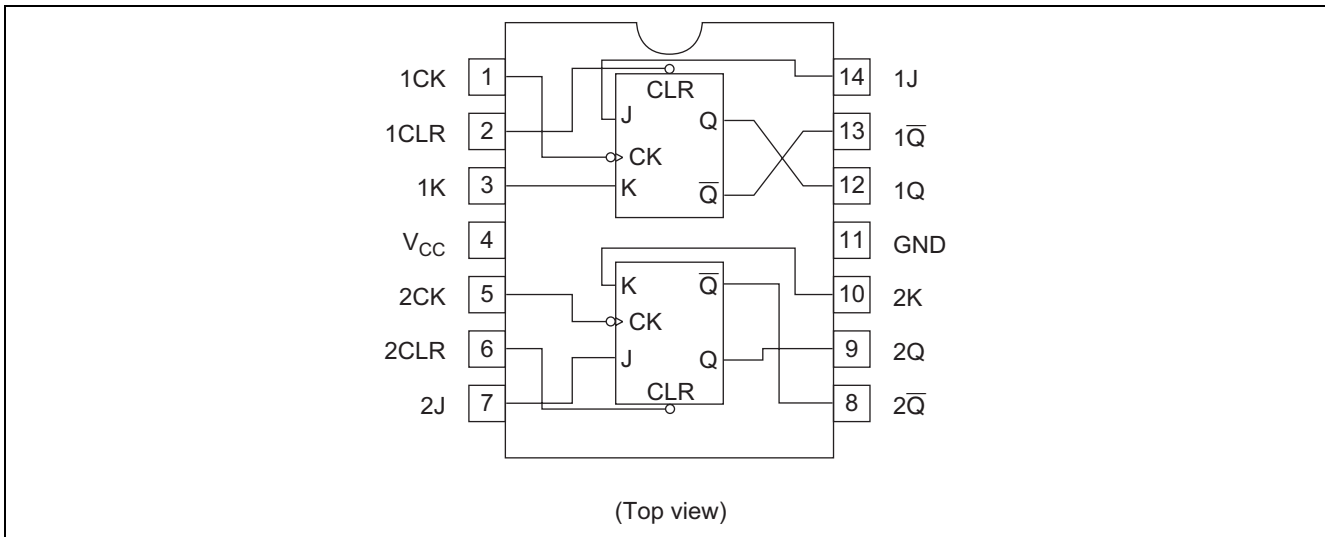 1CK 1 14 1J
CLR
J Q
1CLR 2 13 1Q̅
CK
1K 3 K Q̅ 12 1Q
V_CC 4 11 GND
K Q̅
2CK 5 10 2K
CK
2CLR 6 J Q 9 2Q
CLR
2J 7 8 2Q̅
(Top view)